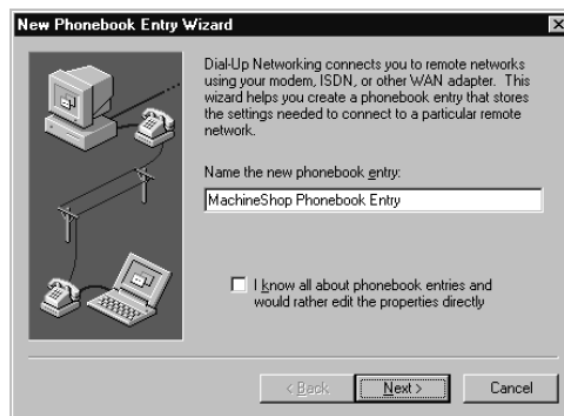 New Phonebook Entry Wizard
Dial-Up Networking connects you to remote networks
using your modem, ISDN, or other WAN adapter. This
wizard helps you create a phonebook entry that stores
the settings needed to connect to a particular remote
network.
Name the new phonebook entry:
MachineShop Phonebook Entry
I know all about phonebook entries and
would rather edit the properties directly
< Back
Next >
Cancel